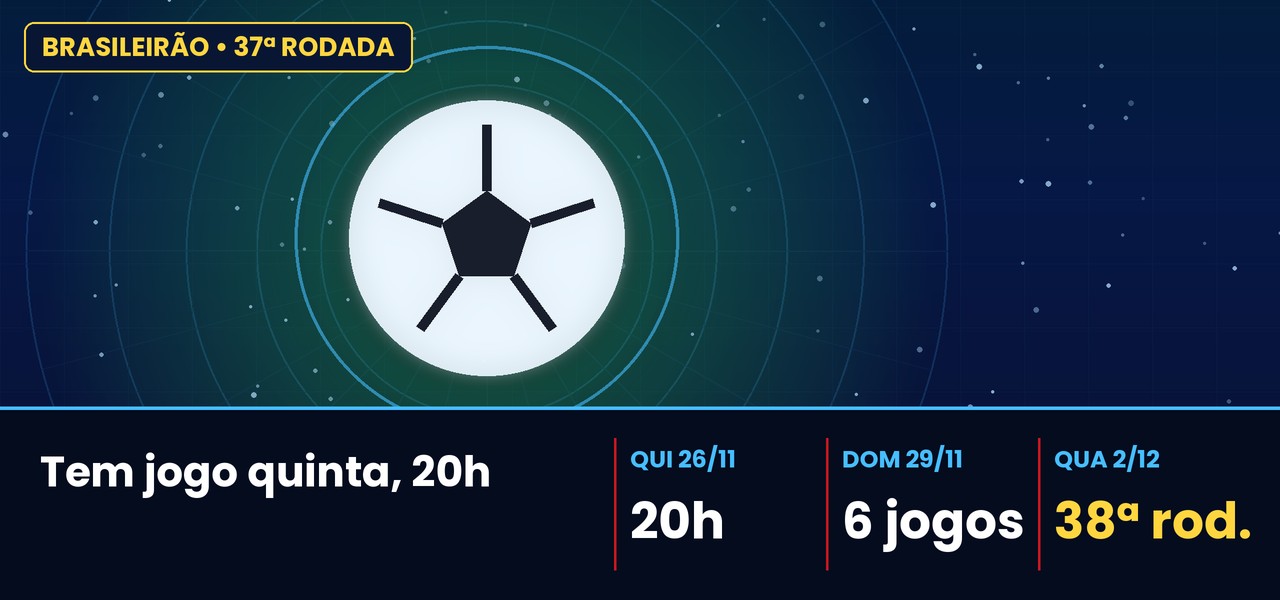 BRASILEIRÃO • 37ª RODADA
Tem jogo quinta, 20h
QUI 26/11
20h
DOM 29/11
6 jogos
QUA 2/12
38ª rod.